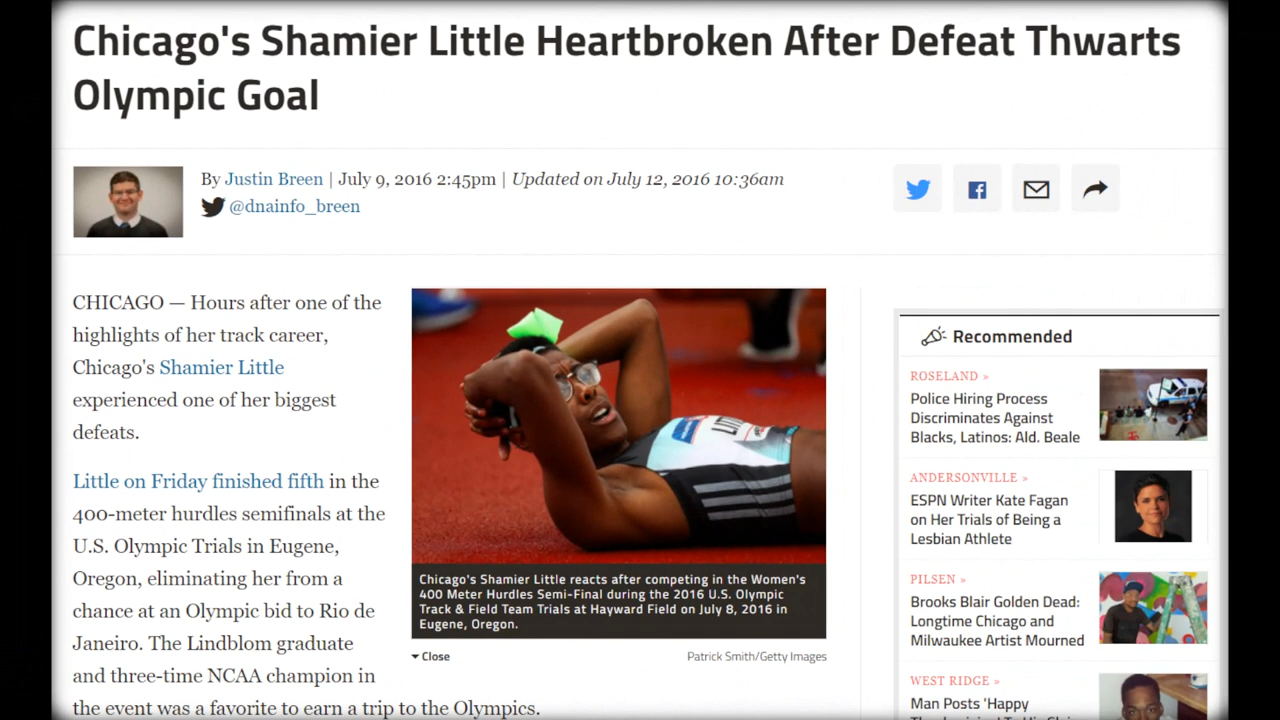 Chicago's Shamier Little Heartbroken After Defeat Thwarts
Olympic Goal
By Justin Breen | July 9, 2016 2:45pm | Updated on July 12, 2016 10:36am
@dnainfo_breen
CHICAGO — Hours after one of the
highlights of her track career,
Chicago's Shamier Little
experienced one of her biggest
defeats.
Little on Friday finished fifth in the
400-meter hurdles semifinals at the
U.S. Olympic Trials in Eugene,
Oregon, eliminating her from a
chance at an Olympic bid to Rio de
Janeiro. The Lindblom graduate
and three-time NCAA champion in
the event was a favorite to earn a trip to the Olympics.
Chicago's Shamier Little reacts after competing in the Women's
400 Meter Hurdles Semi-Final during the 2016 U.S. Olympic
Track & Field Team Trials at Hayward Field on July 8, 2016 in
Eugene, Oregon.
Close
Patrick Smith/Getty Images
Recommended
ROSELAND »
Police Hiring Process
Discriminates Against
Blacks, Latinos: Ald. Beale
ANDERSONVILLE »
ESPN Writer Kate Fagan
on Her Trials of Being a
Lesbian Athlete
PILSEN »
Brooks Blair Golden Dead:
Longtime Chicago and
Milwaukee Artist Mourned
WEST RIDGE »
Man Posts 'Happy